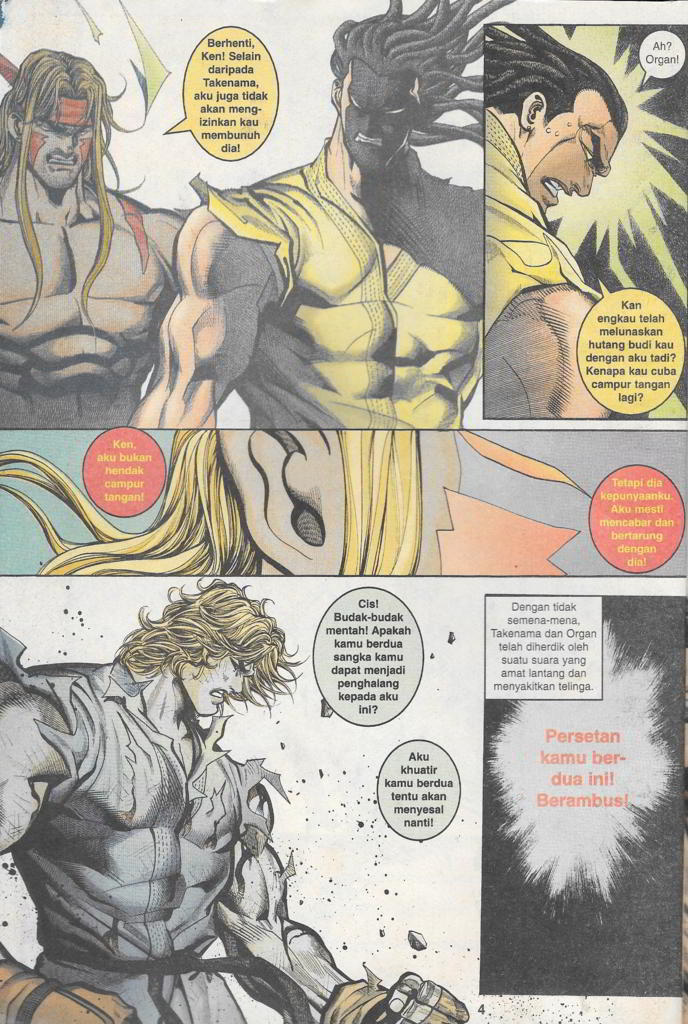 Berhenti,
Ken! Selain
daripada
Takenama,
aku juga tidak
akan meng-
izinkan kau
membunuh
dia!
Ah?
Organ!
Kan
engkau telah
melunaskan
hutang budi kau
dengan aku tadi?
Kenapa kau cuba
campur tangan
lagi?
Ken,
aku bukan
hendak
campur
tangan!
Tetapi dia
kepunyaanku.
Aku mesti
mencabar dan
bertarung
dengan
dia!
Cis!
Budak-budak
mentah! Apakah
kamu berdua
sangka kamu
dapat menjadi
penghalang
kepada aku
ini?
Aku
khuatir
kamu berdua
tentu akan
menyesal
nanti!
Dengan tidak
semena-mena,
Takenama dan Organ
telah diherdik oleh
suatu suara yang
amat lantang dan
menyakitkan telinga.
Persetan
kamu ber-
dua ini!
Berambus!
4